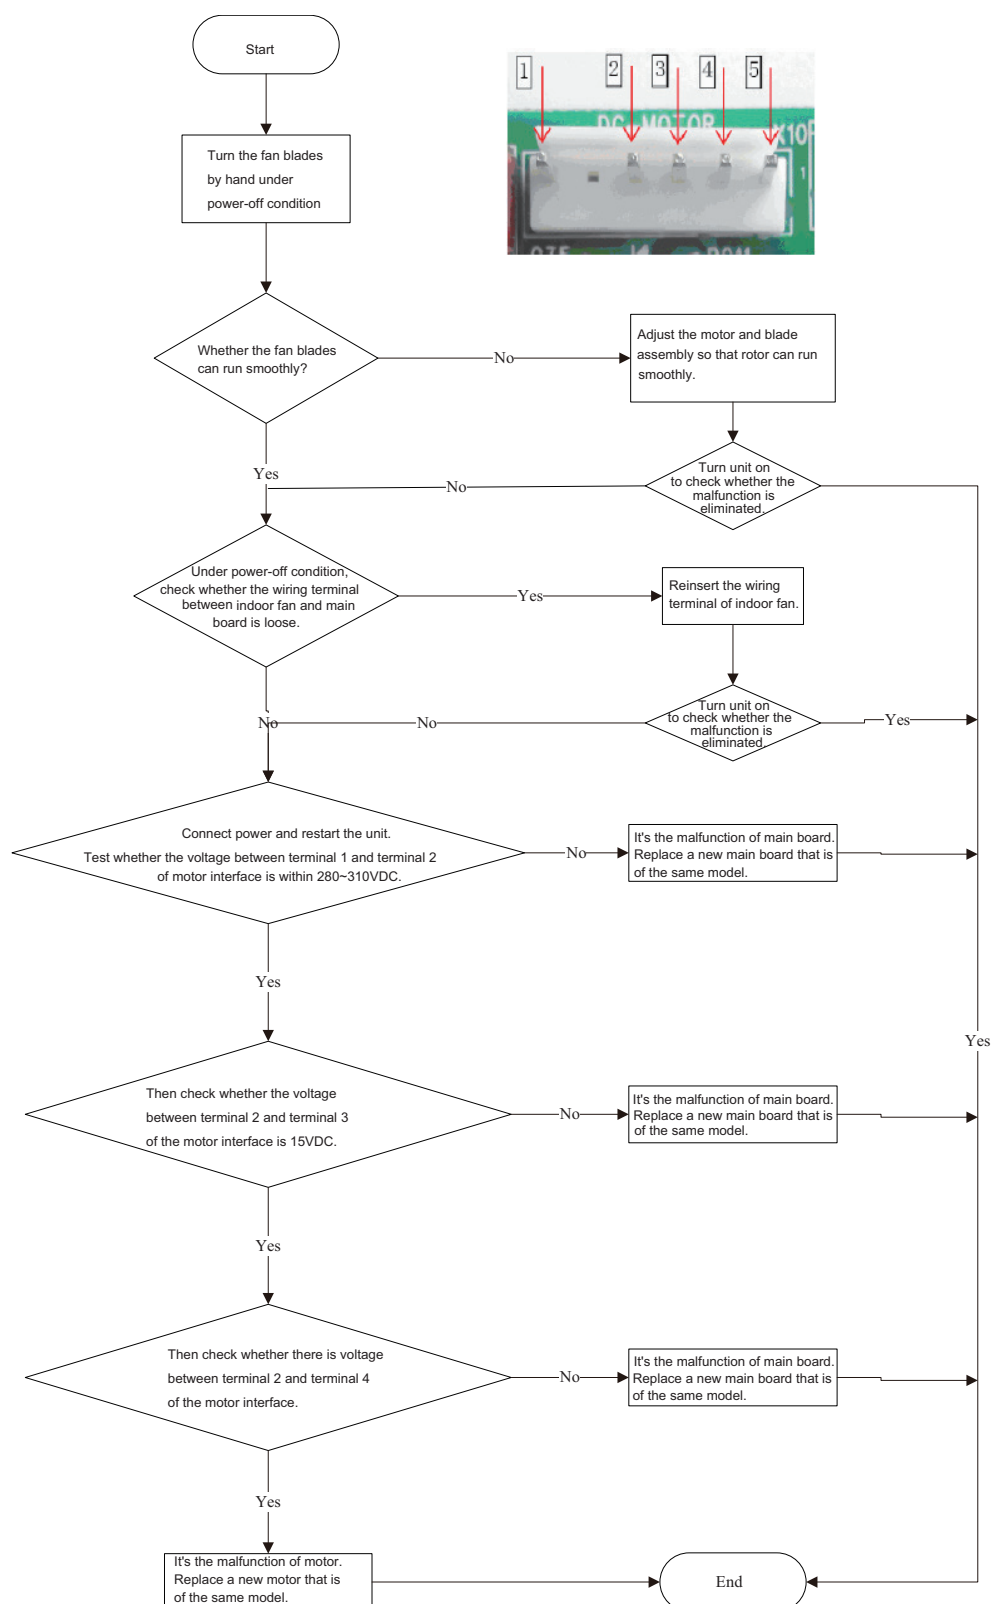 Start
1
2
3
4
5
DC MOTOR
1
Turn the fan blades
by hand under
power-off condition
Whether the fan blades
can run smoothly?
No
Adjust the motor and blade
assembly so that rotor can run
smoothly.
Yes
Turn unit on
to check whether the
malfunction is
eliminated.
No
Under power-off condition,
check whether the wiring terminal
between indoor fan and main
board is loose.
Yes
Reinsert the wiring
terminal of indoor fan.
No
Turn unit on
to check whether the
malfunction is
eliminated.
No
Yes
Connect power and restart the unit.
Test whether the voltage between terminal 1 and terminal 2
of motor interface is within 280~310VDC.
No
It's the malfunction of main board.
Replace a new main board that is
of the same model.
Yes
Yes
Then check whether the voltage
between terminal 2 and terminal 3
of the motor interface is 15VDC.
No
It's the malfunction of main board.
Replace a new main board that is
of the same model.
Yes
Then check whether there is voltage
between terminal 2 and terminal 4
of the motor interface.
No
It's the malfunction of main board.
Replace a new main board that is
of the same model.
Yes
It's the malfunction of motor.
Replace a new motor that is
of the same model.
End